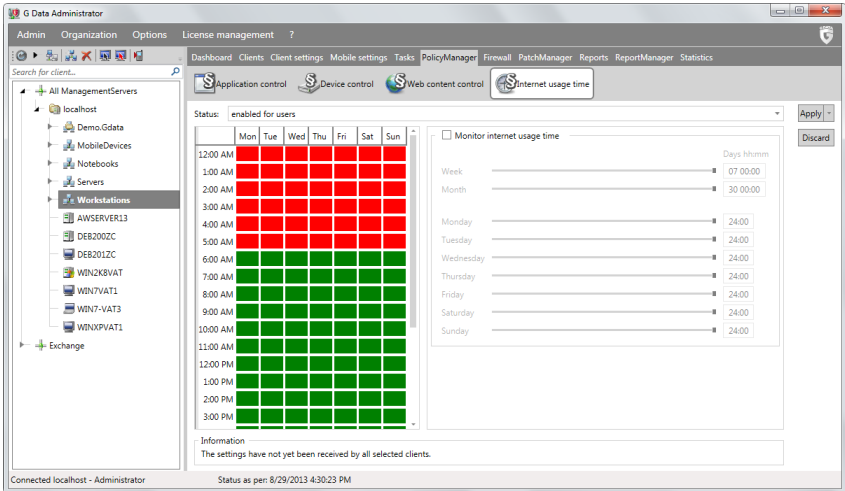 G Data Administrator
Admin Organization Options License management ?
Search for client...
All ManagementServers
localhost
Demo.Gdata
MobileDevices
Notebooks
Servers
Workstations
AWSERVER13
DEB200ZC
DEB201ZC
WIN2K8VAT
WIN7VAT1
WIN7-VAT3
WINXPVAT1
Exchange
Dashboard Clients Client settings Mobile settings Tasks PolicyManager Firewall PatchManager Reports ReportManager Statistics
Application control Device control Web content control Internet usage time
Status: enabled for users
Apply
Discard
Mon Tue Wed Thu Fri Sat Sun
12:00 AM
1:00 AM
2:00 AM
3:00 AM
4:00 AM
5:00 AM
6:00 AM
7:00 AM
8:00 AM
9:00 AM
10:00 AM
11:00 AM
12:00 PM
1:00 PM
2:00 PM
3:00 PM
Monitor internet usage time
Days hh:mm
Week 07 00:00
Month 30 00:00
Monday 24:00
Tuesday 24:00
Wednesday 24:00
Thursday 24:00
Friday 24:00
Saturday 24:00
Sunday 24:00
Information
The settings have not yet been received by all selected clients.
Connected localhost - Administrator Status as per: 8/29/2013 4:30:23 PM